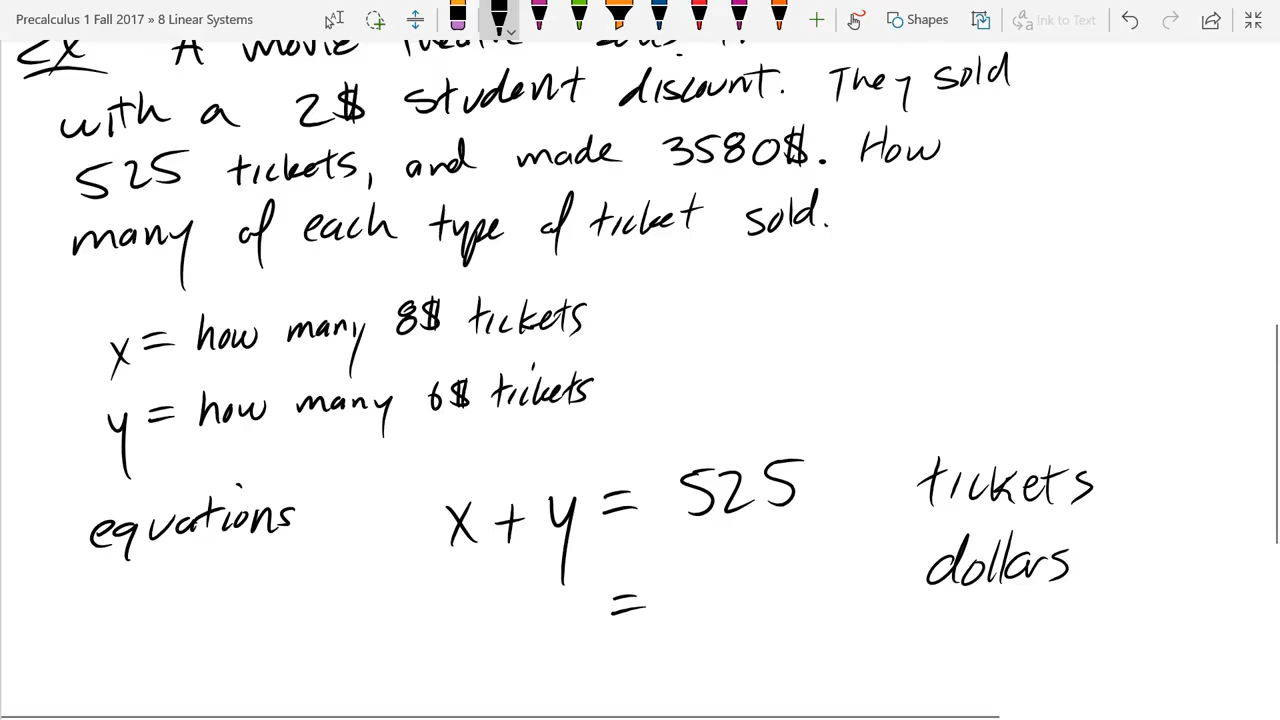 Precalculus 1 Fall 2017 » 8 Linear Systems
Shapes
Ink to Text
Ex A movie theatre
with a 2$ student discount. They sold
525 tickets, and made 3580$. How
many of each type of ticket sold.
x = how many 8$ tickets
y = how many 6$ tickets
equations x + y = 525 tickets
= dollars